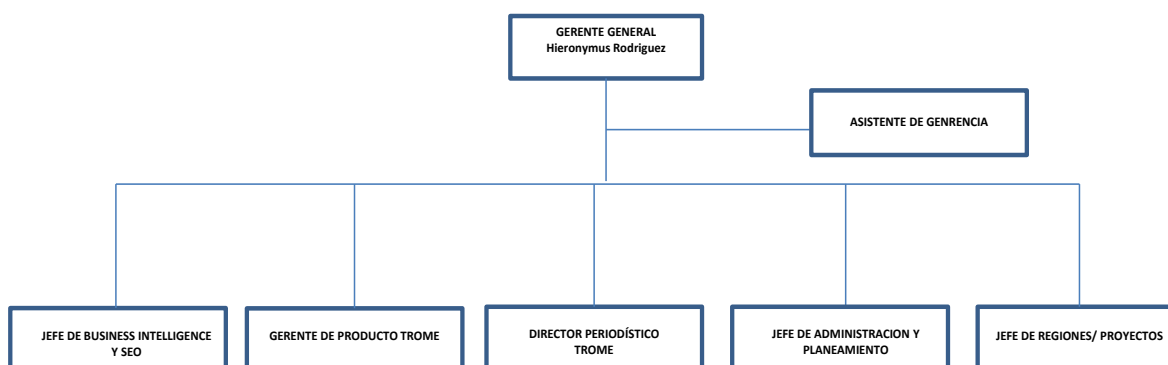 GERENTE GENERAL
Hieronymus Rodriguez
ASISTENTE DE GENRENCIA
JEFE DE BUSINESS INTELLIGENCE
Y SEO
GERENTE DE PRODUCTO TROME
DIRECTOR PERIODÍSTICO
TROME
JEFE DE ADMINISTRACION Y
PLANEAMIENTO
JEFE DE REGIONES/ PROYECTOS